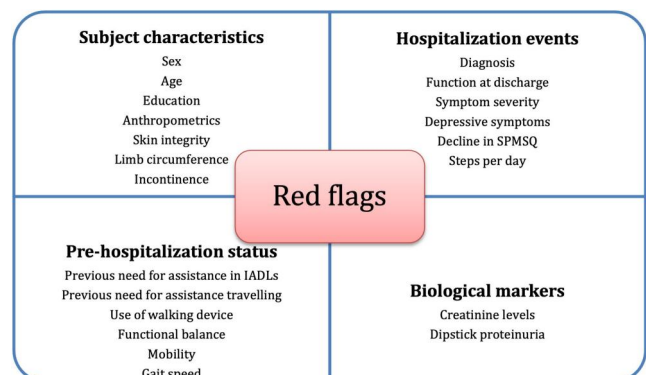 Subject characteristics
Sex
Age
Education
Anthropometrics
Skin integrity
Limb circumference
Incontinence
Hospitalization events
Diagnosis
Function at discharge
Symptom severity
Depressive symptoms
Decline in SPMSQ
Steps per day
Red flags
Pre-hospitalization status
Previous need for assistance in IADLs
Previous need for assistance travelling
Use of walking device
Functional balance
Mobility
Gait speed
Biological markers
Creatinine levels
Dipstick proteinuria